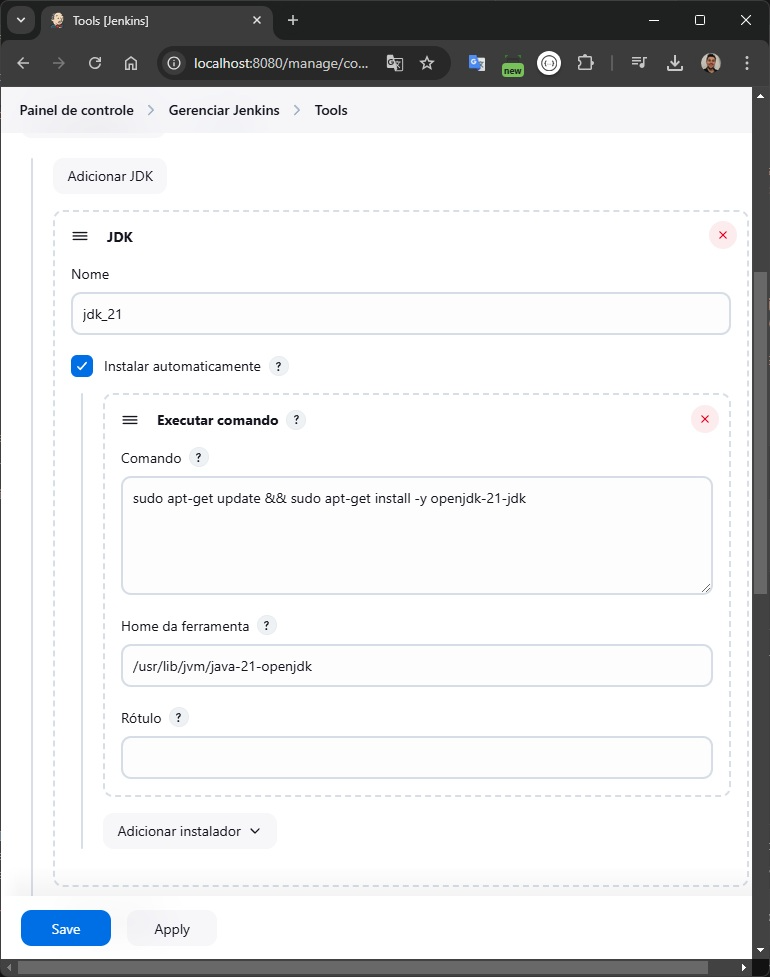 Tools [Jenkins]
localhost:8080/manage/co...
new
Painel de controle > Gerenciar Jenkins > Tools
Adicionar JDK
JDK
Nome
jdk_21
Instalar automaticamente ?
Executar comando ?
Comando ?
sudo apt-get update && sudo apt-get install -y openjdk-21-jdk
Home da ferramenta ?
/usr/lib/jvm/java-21-openjdk
Rótulo ?
Adicionar instalador
Save Apply